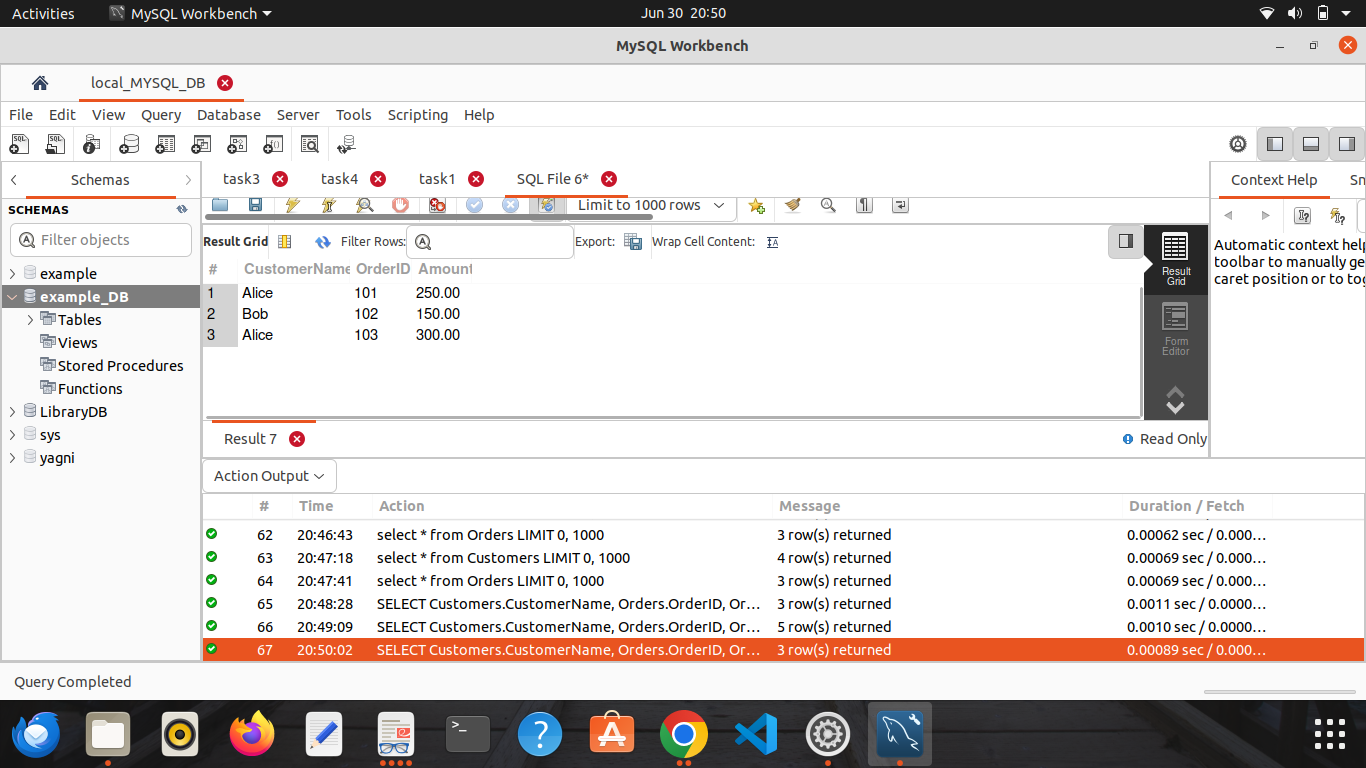 Activities MySQL Workbench Jun 30 20:50
MySQL Workbench
local_MYSQL_DB
File Edit View Query Database Server Tools Scripting Help
Schemas task3 task4 task1 SQL File 6* Context Help Sn
SCHEMAS Limit to 1000 rows
Filter objects Result Grid Filter Rows: Export: Wrap Cell Content:
# CustomerName OrderID Amount
1 Alice 101 250.00
2 Bob 102 150.00
3 Alice 103 300.00
Result
Grid
Form
Editor
Automatic context help
toolbar to manually ge
caret position or to tog
example
example_DB
Tables
Views
Stored Procedures
Functions
LibraryDB
sys
yagni
Result 7 Read Only
Action Output
# Time Action Message Duration / Fetch
62 20:46:43 select * from Orders LIMIT 0, 1000 3 row(s) returned 0.00062 sec / 0.000...
63 20:47:18 select * from Customers LIMIT 0, 1000 4 row(s) returned 0.00069 sec / 0.000...
64 20:47:41 select * from Orders LIMIT 0, 1000 3 row(s) returned 0.00069 sec / 0.000...
65 20:48:28 SELECT Customers.CustomerName, Orders.OrderID, Or... 3 row(s) returned 0.0011 sec / 0.0000...
66 20:49:09 SELECT Customers.CustomerName, Orders.OrderID, Or... 5 row(s) returned 0.0010 sec / 0.0000...
67 20:50:02 SELECT Customers.CustomerName, Orders.OrderID, Or... 3 row(s) returned 0.00089 sec / 0.000...
Query Completed